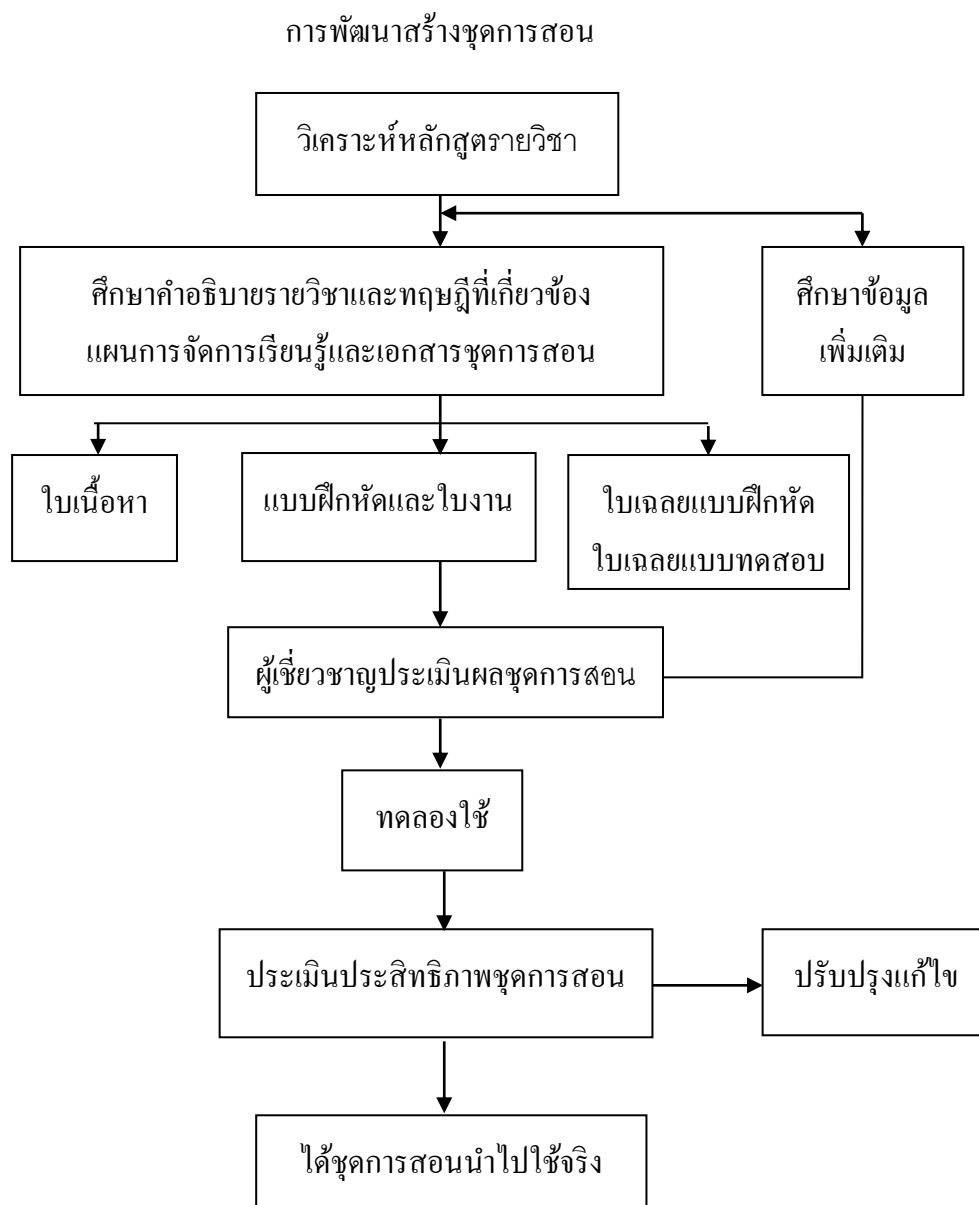 การพัฒนาสร้างชุดการสอน
วิเคราะห์หลักสูตรรายวิชา
ศึกษาคำอธิบายรายวิชาและทฤษฎีที่เกี่ยวข้อง
แผนการจัดการเรียนรู้และเอกสารชุดการสอน
ศึกษาข้อมูล
เพิ่มเติม
ใบเนื้อหา
แบบฝึกหัดและใบงาน
ใบเฉลยแบบฝึกหัด
ใบเฉลยแบบทดสอบ
ผู้เชี่ยวชาญประเมินผลชุดการสอน
ทดลองใช้
ประเมินประสิทธิภาพชุดการสอน
ปรับปรุงแก้ไข
ได้ชุดการสอนนำไปใช้จริง